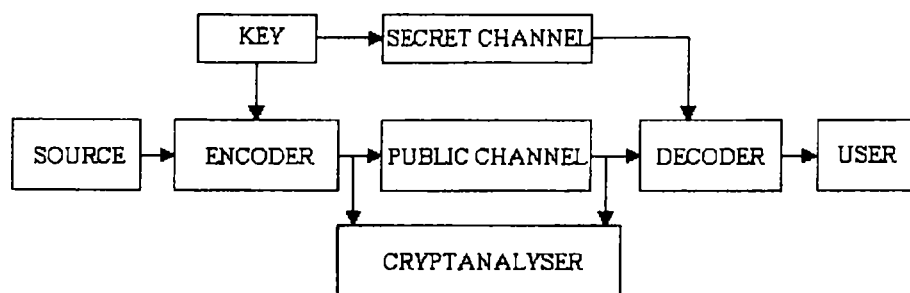 KEY
SECRET CHANNEL
SOURCE
ENCODER
PUBLIC CHANNEL
DECODER
USER
CRYPTANALYSER